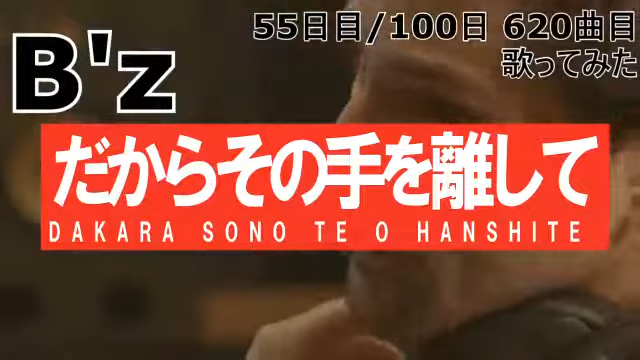 55日目/100日 620曲目
歌ってみた
B'z
だからその手を離して
DAKARA SONO TE O HANSHITE